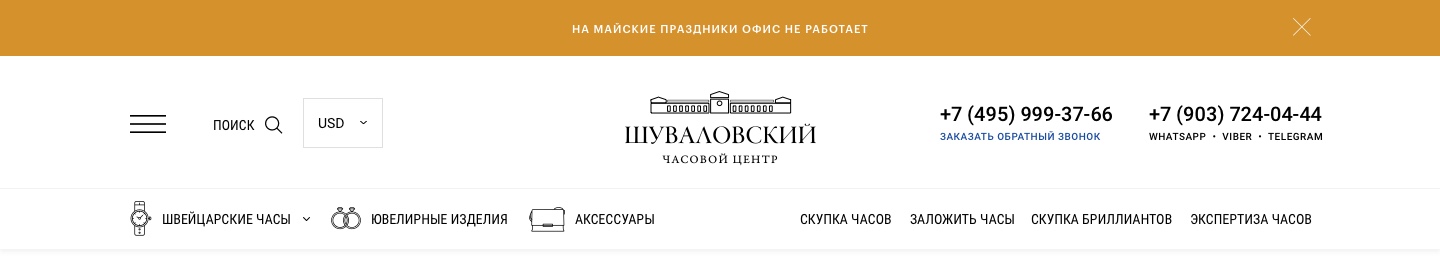 НА МАЙСКИЕ ПРАЗДНИКИ ОФИС НЕ РАБОТАЕТ
ПОИСК
USD
ШУВАЛОВСКИЙ
ЧАСОВОЙ ЦЕНТР
+7 (495) 999-37-66
ЗАКАЗАТЬ ОБРАТНЫЙ ЗВОНОК
+7 (903) 724-04-44
WHATSAPP • VIBER • TELEGRAM
ШВЕЙЦАРСКИЕ ЧАСЫ
ЮВЕЛИРНЫЕ ИЗДЕЛИЯ
АКСЕССУАРЫ
СКУПКА ЧАСОВ
ЗАЛОЖИТЬ ЧАСЫ
СКУПКА БРИЛЛИАНТОВ
ЭКСПЕРТИЗА ЧАСОВ